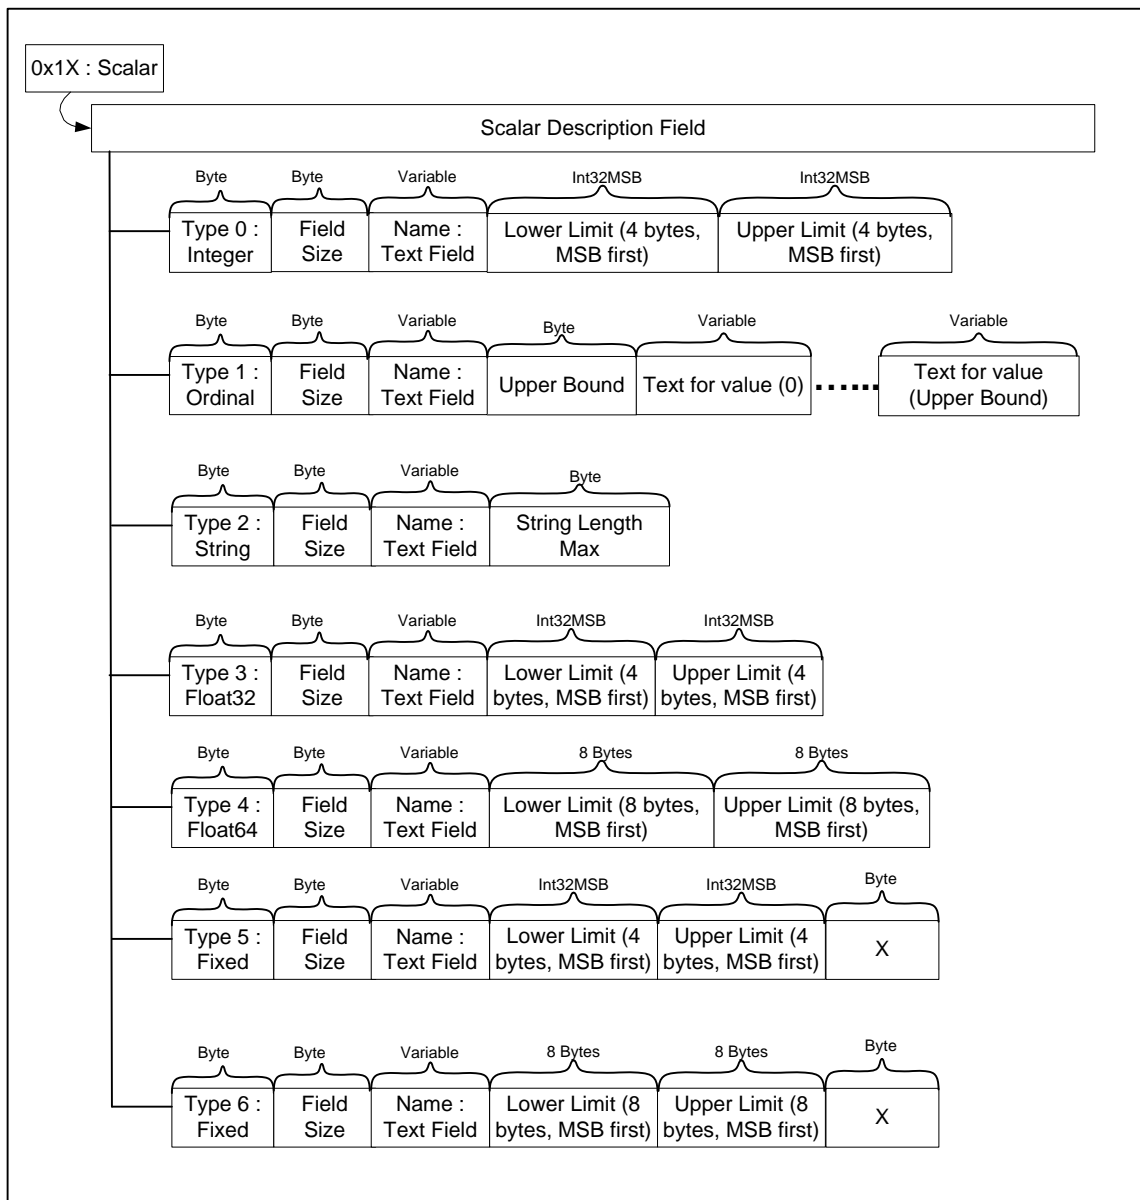 0x1X : Scalar
Scalar Description Field
Byte Byte Variable Int32MSB Int32MSB
Type 0 : Field Name : Lower Limit (4 bytes, Upper Limit (4 bytes,
Integer Size Text Field MSB first) MSB first)
Byte Byte Variable Byte Variable Variable
Type 1 : Field Name : Upper Bound Text for value (0) ...... Text for value
Ordinal Size Text Field (Upper Bound)
Byte Byte Variable Byte
Type 2 : Field Name : String Length
String Size Text Field Max
Byte Byte Variable Int32MSB Int32MSB
Type 3 : Field Name : Lower Limit (4 Upper Limit (4
Float32 Size Text Field bytes, MSB first) bytes, MSB first)
Byte Byte Variable 8 Bytes 8 Bytes
Type 4 : Field Name : Lower Limit (8 bytes, Upper Limit (8 bytes,
Float64 Size Text Field MSB first) MSB first)
Byte Byte Variable Int32MSB Int32MSB Byte
Type 5 : Field Name : Lower Limit (4 Upper Limit (4 X
Fixed Size Text Field bytes, MSB first) bytes, MSB first)
Byte Byte Variable 8 Bytes 8 Bytes Byte
Type 6 : Field Name : Lower Limit (8 Upper Limit (8 X
Fixed Size Text Field bytes, MSB first) bytes, MSB first)